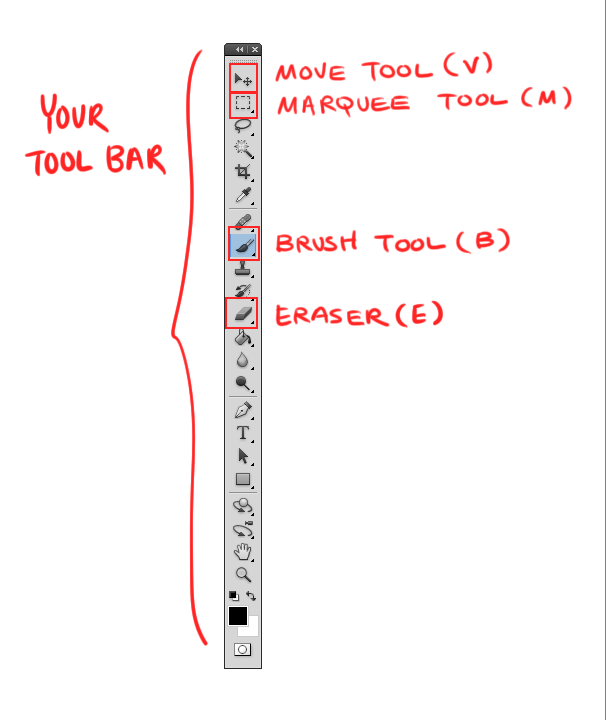 MOVE TOOL (V)
MARQUEE TOOL (M)
YOUR
TOOL BAR
BRUSH TOOL (B)
ERASER (E)
T